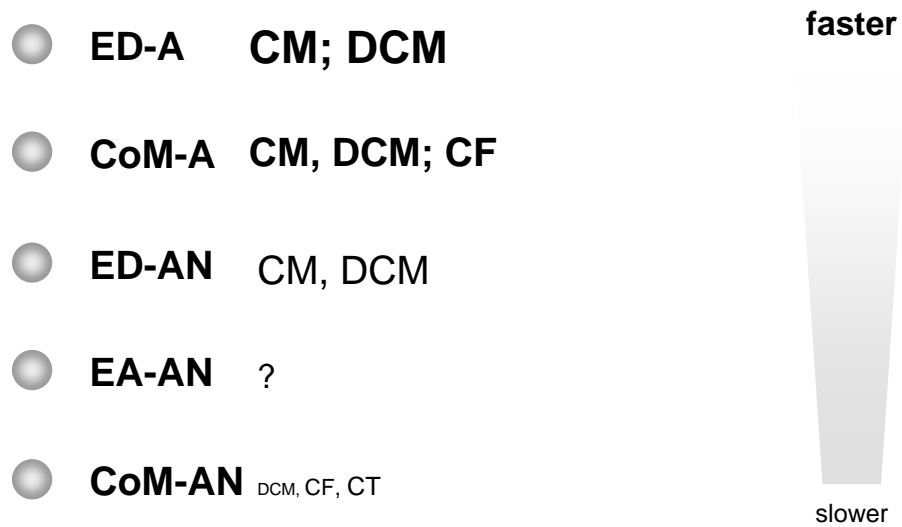 faster
ED-A CM; DCM
CoM-A CM, DCM; CF
ED-AN CM, DCM
EA-AN ?
CoM-AN DCM, CF, CT
slower